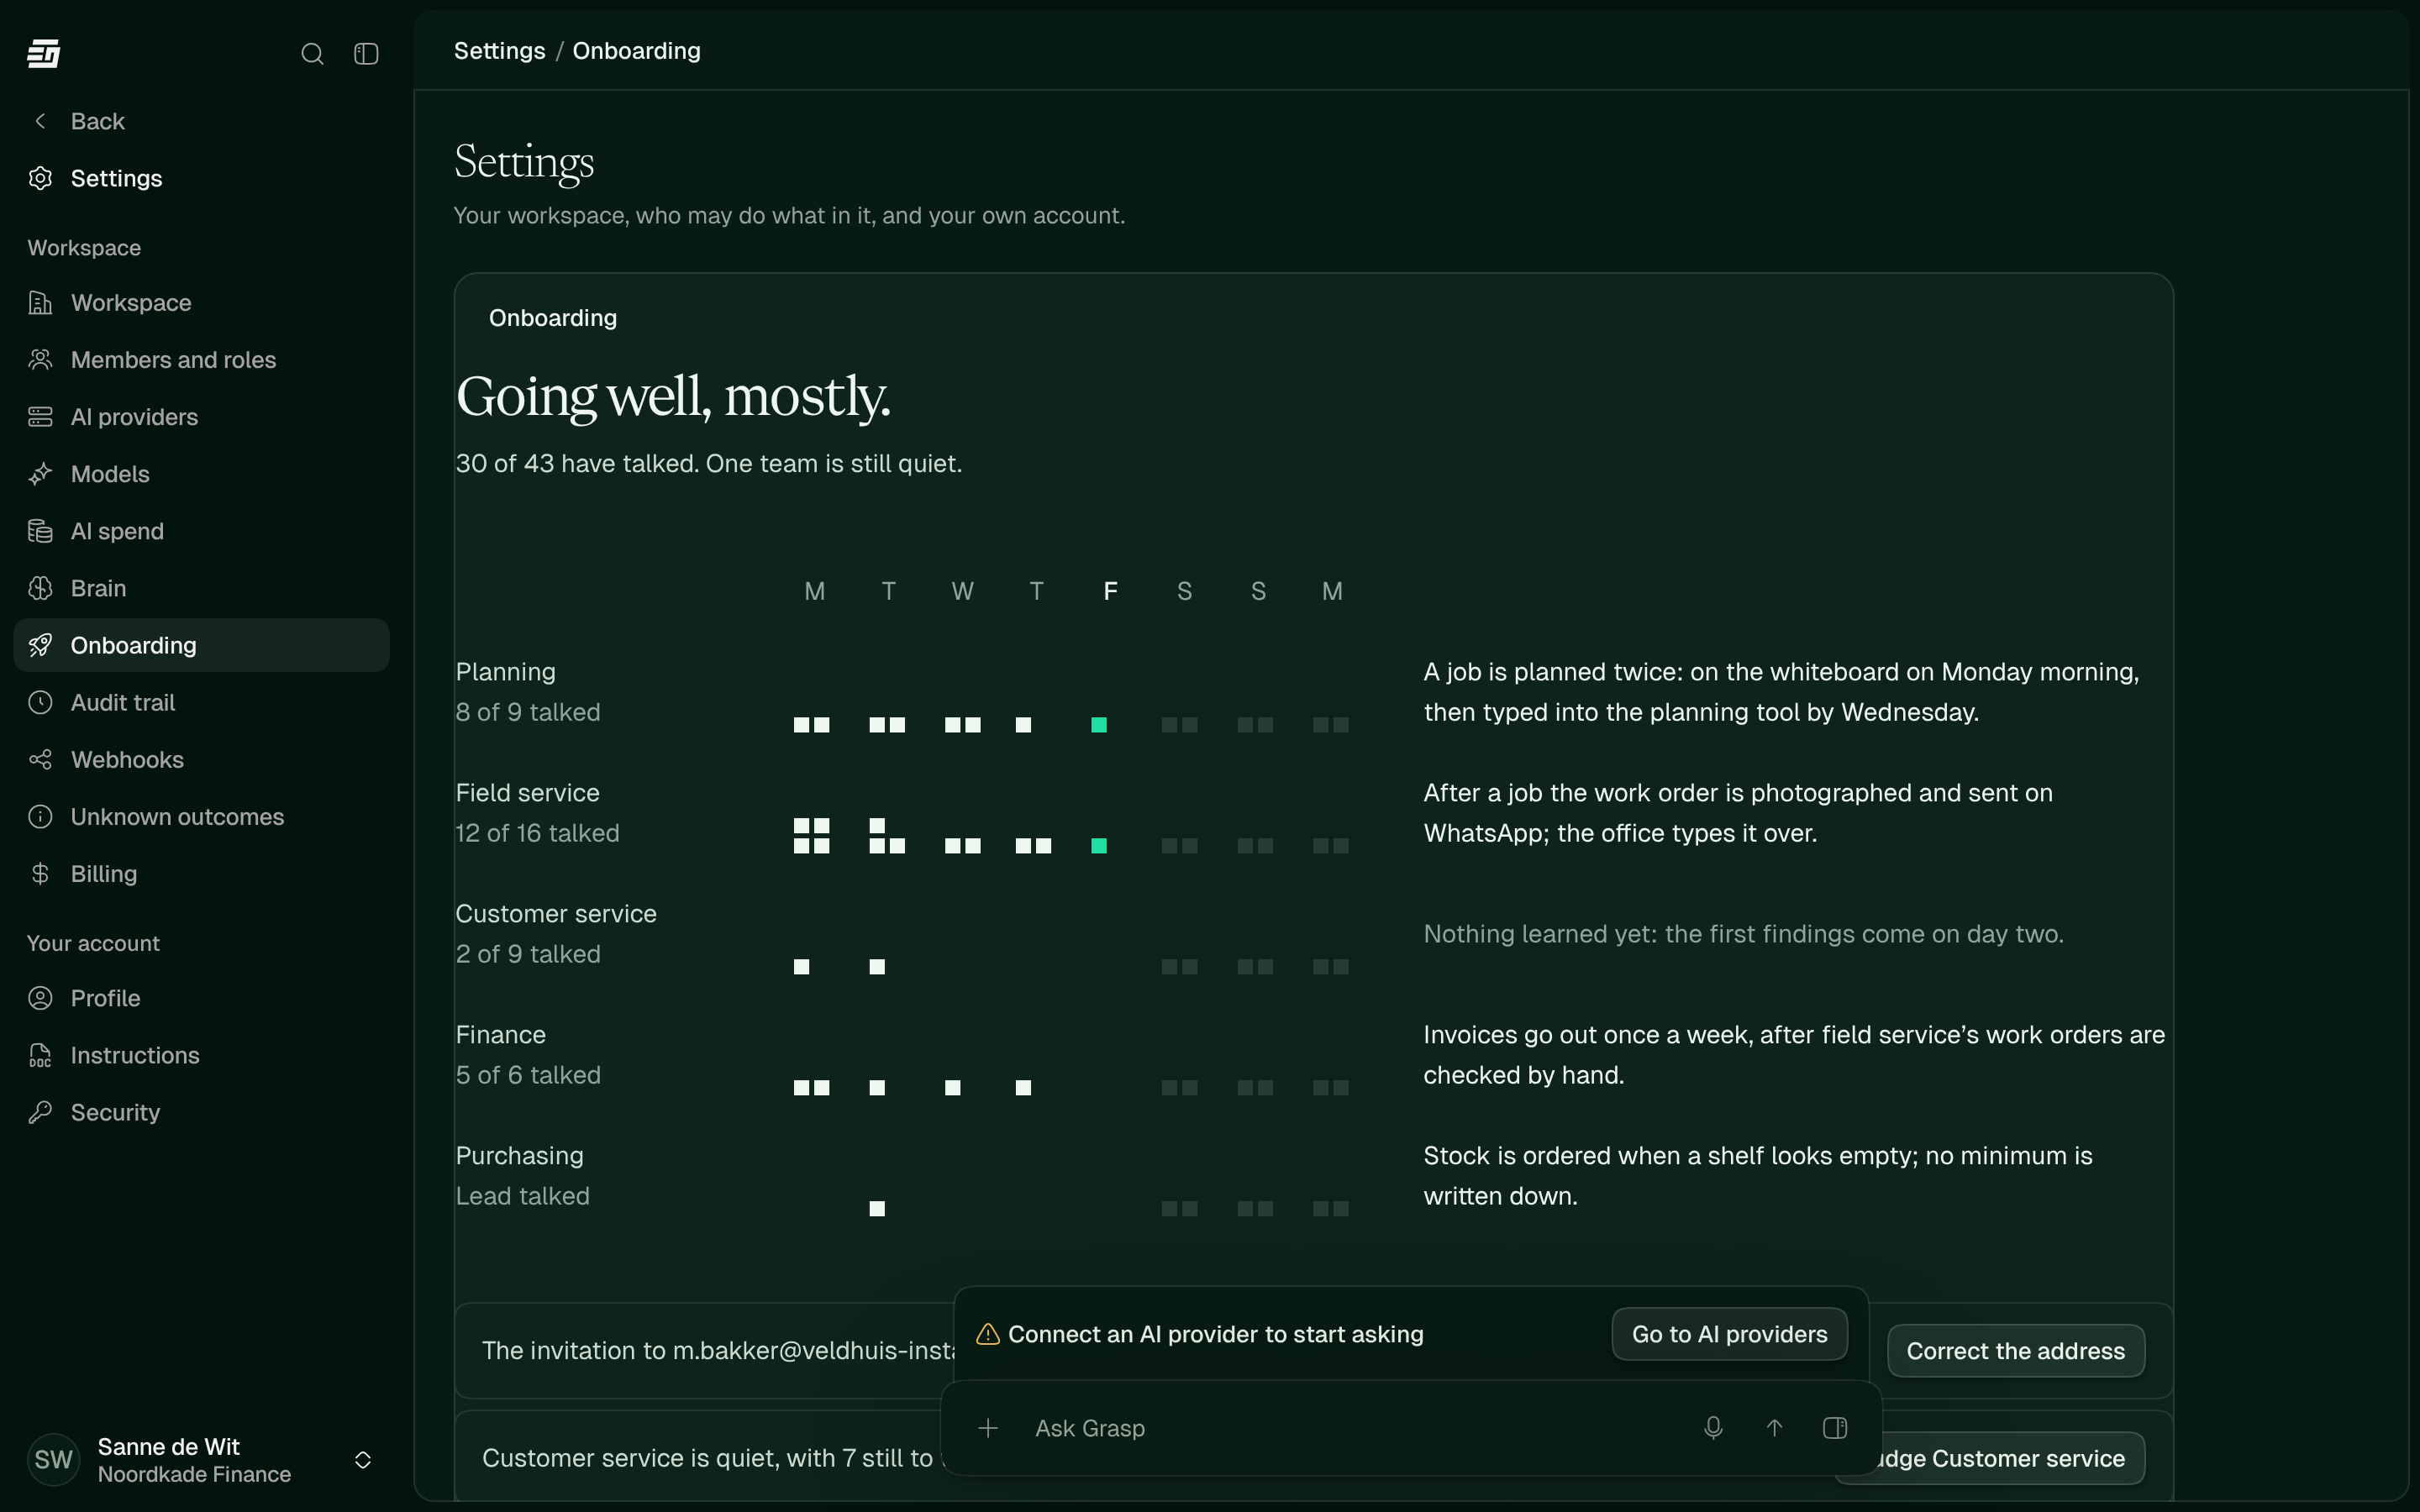 Back
Settings
Workspace
Workspace
Members and roles
AI providers
Models
AI spend
Brain
Onboarding
Audit trail
Webhooks
Unknown outcomes
Billing
Your account
Profile
Instructions
Security
SW
Sanne de Wit
Noordkade Finance
Settings / Onboarding
Settings
Your workspace, who may do what in it, and your own account.
Onboarding
Going well, mostly.
30 of 43 have talked. One team is still quiet.
M T W T F S S M
Planning
8 of 9 talked
A job is planned twice: on the whiteboard on Monday morning,
then typed into the planning tool by Wednesday.
Field service
12 of 16 talked
After a job the work order is photographed and sent on
WhatsApp; the office types it over.
Customer service
2 of 9 talked
Nothing learned yet: the first findings come on day two.
Finance
5 of 6 talked
Invoices go out once a week, after field service’s work orders are
checked by hand.
Purchasing
Lead talked
Stock is ordered when a shelf looks empty; no minimum is
written down.
The invitation to
Correct the address
Connect an AI provider to start asking
Go to AI providers
Customer service is quiet, with 7 still to
Customer service
Ask Grasp